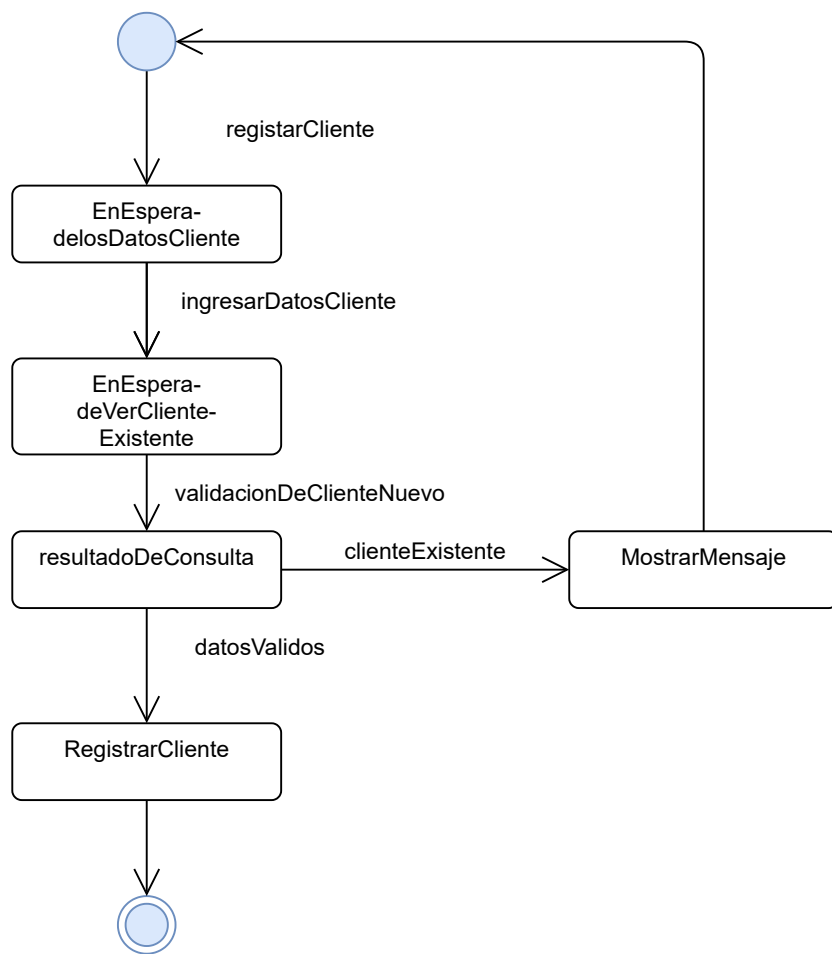 registarCliente
EnEspera-
delosDatosCliente
ingresarDatosCliente
EnEspera-
deVerCliente-
Existente
validacionDeClienteNuevo
resultadoDeConsulta
clienteExistente
MostrarMensaje
datosValidos
RegistrarCliente